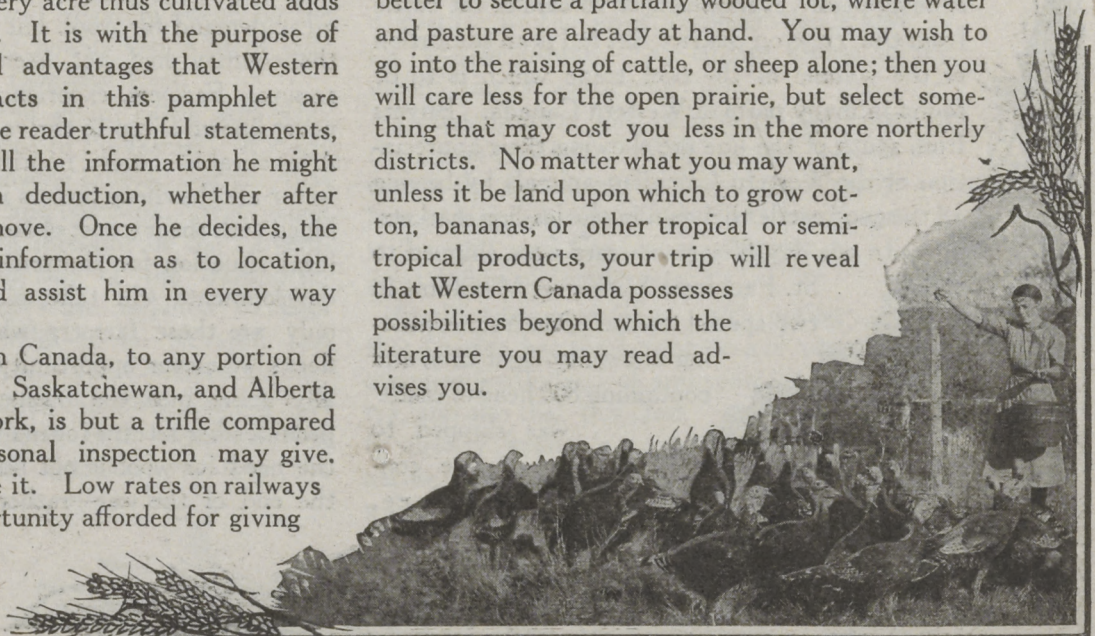 ery acre thus cultivated adds
It is with the purpose of
advantages that Western
acts in this pamphlet are
e reader truthful statements,
ll the information he might
deduction, whether after
nove. Once he decides, the
information as to location,
d assist him in every way
n Canada, to any portion of
Saskatchewan, and Alberta
ork, is but a trifle compared
sonal inspection may give.
it. Low rates on railways
rtunity afforded for giving
better to secure a partially wooded lot, where water
and pasture are already at hand. You may wish to
go into the raising of cattle, or sheep alone; then you
will care less for the open prairie, but select some-
thing that may cost you less in the more northerly
districts. No matter what you may want,
unless it be land upon which to grow cot-
ton, bananas, or other tropical or semi-
tropical products, your trip will reveal
that Western Canada possesses
possibilities beyond which the
literature you may read ad-
vises you.